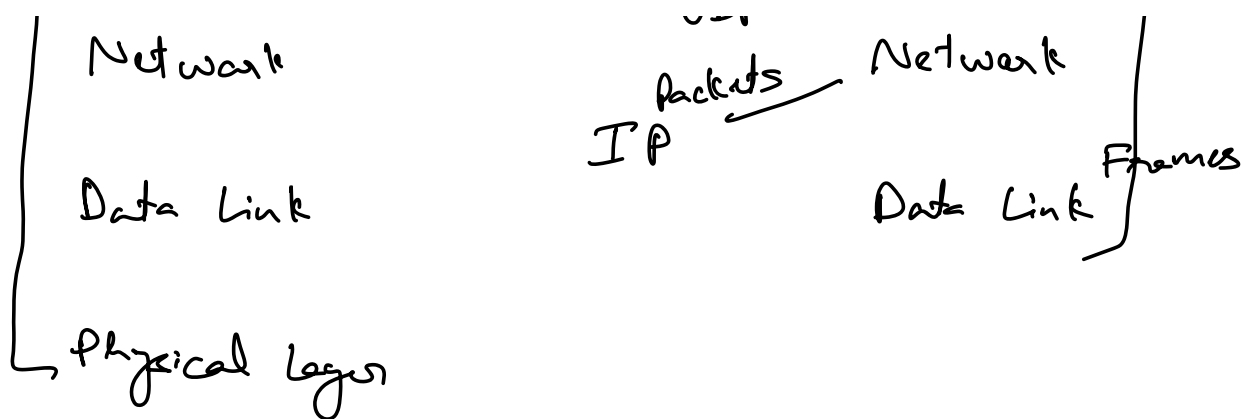 Network
Packets
Network
IP
Frames
Data Link
Data Link
Physical Layer